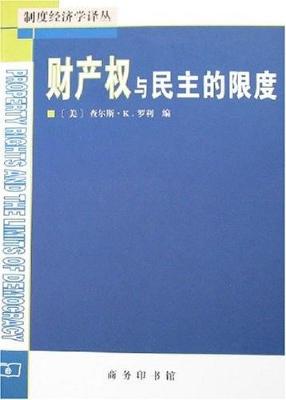 制度经济学译丛
财产权与民主的限度
[美] 查尔斯·K.罗利 编
PROPERTY RIGHTS AND THE LIMITS OF DEMOCRACY
商务印书馆